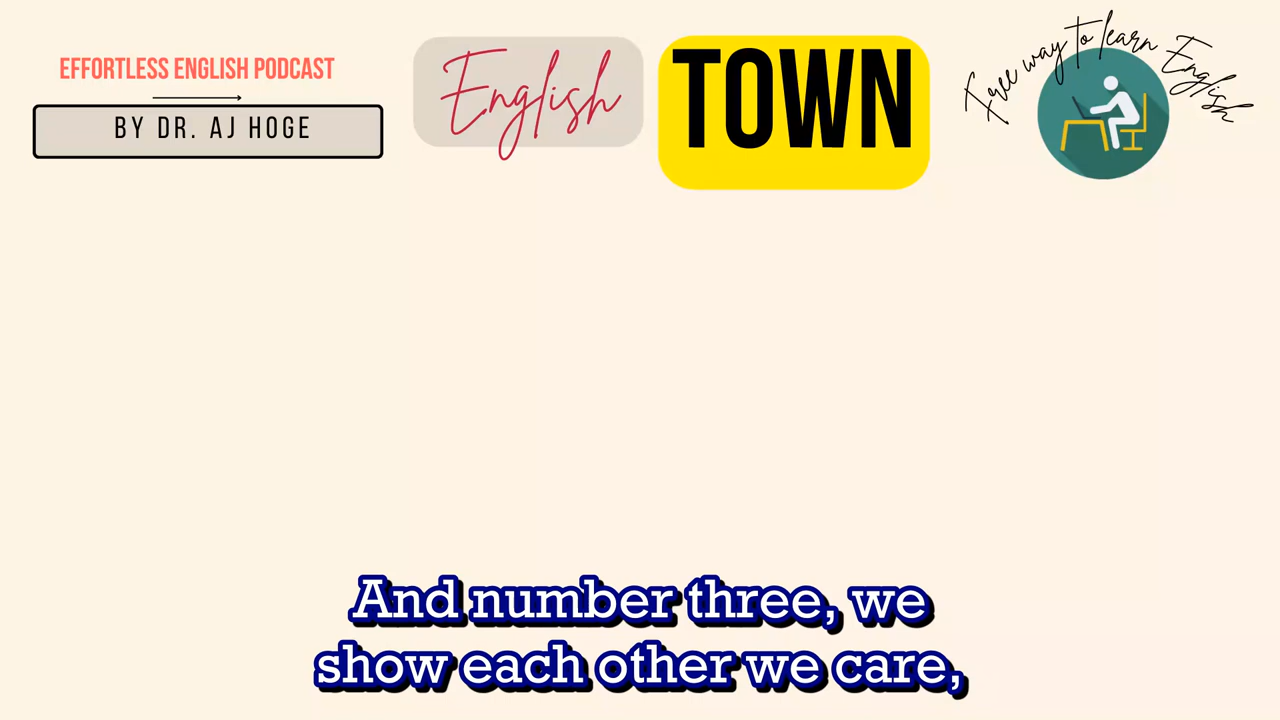 EFFORTLESS ENGLISH PODCAST
BY DR. AJ HOGE
English
TOWN
Free way to learn English
And number three, we
show each other we care,